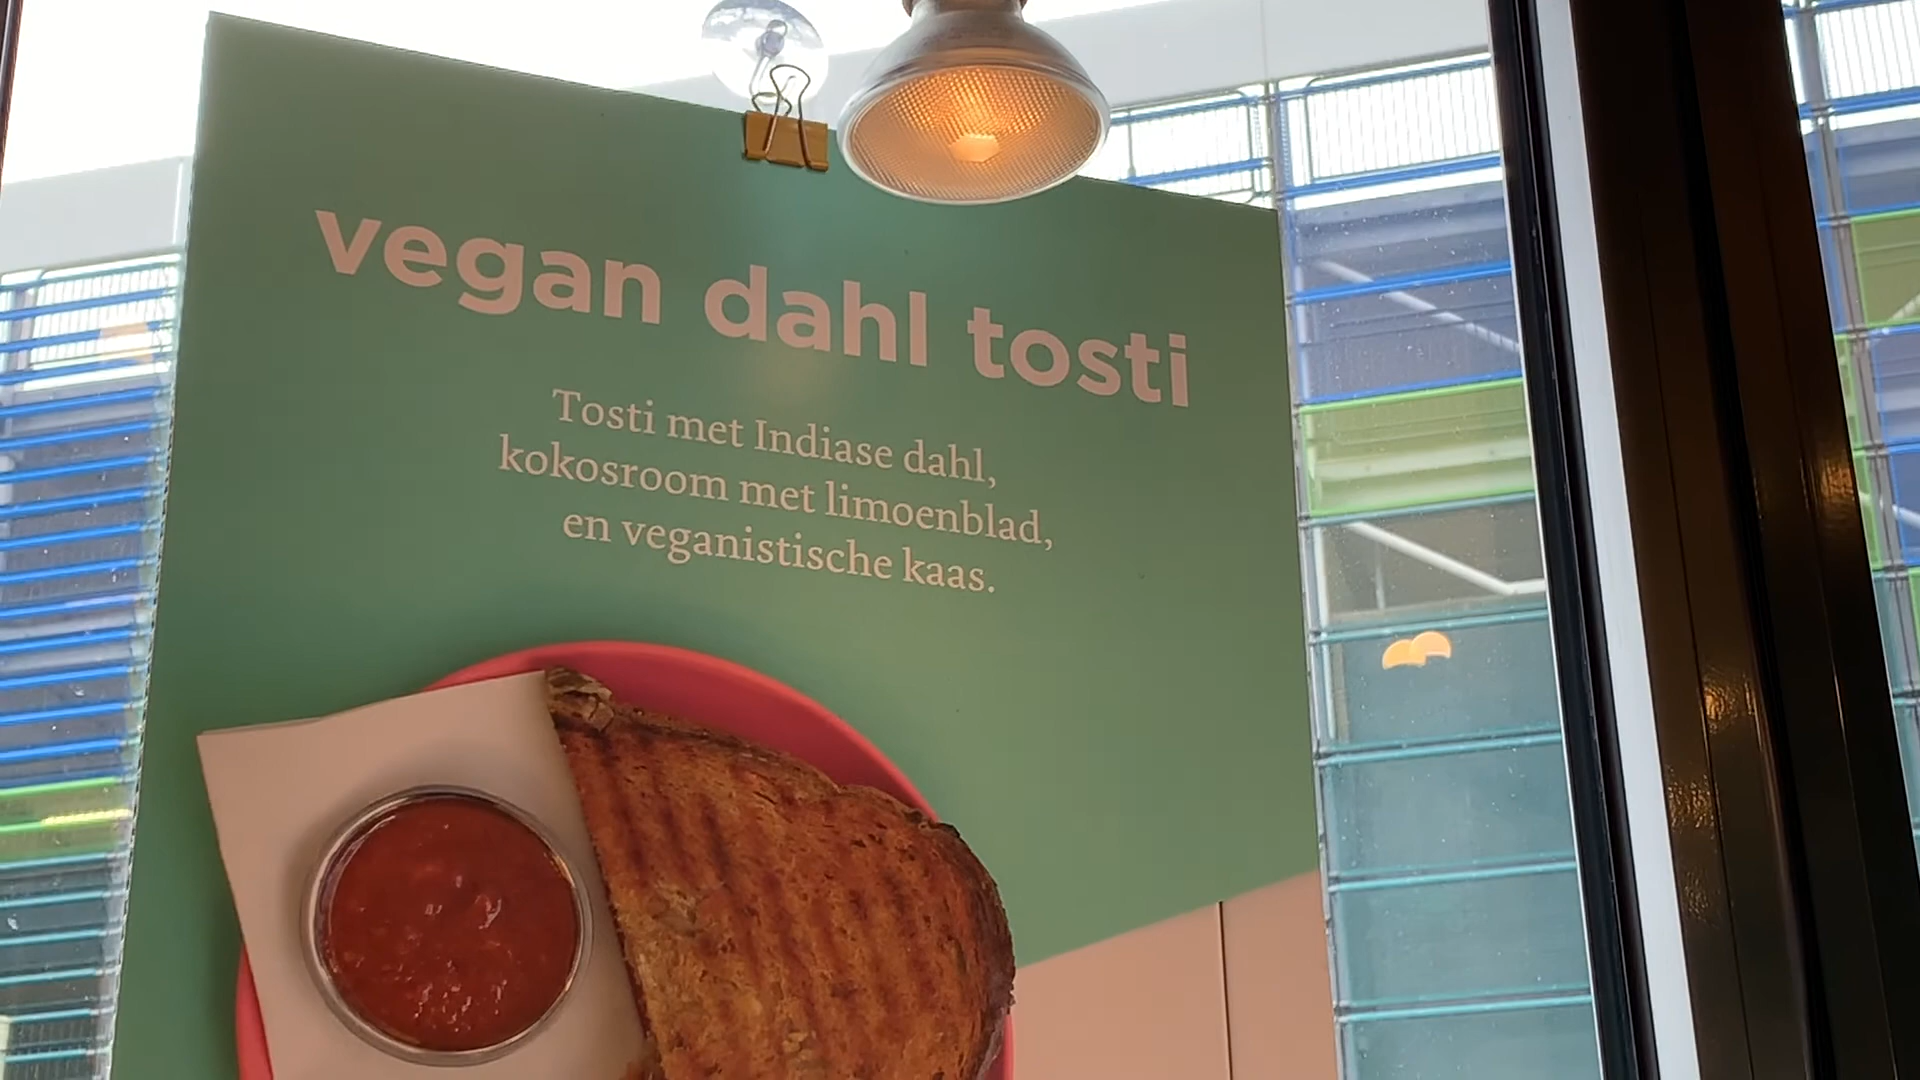 vegan dahl tosti
Tosti met Indiase dahl,
kokosroom met limoenblad,
en veganistische kaas.